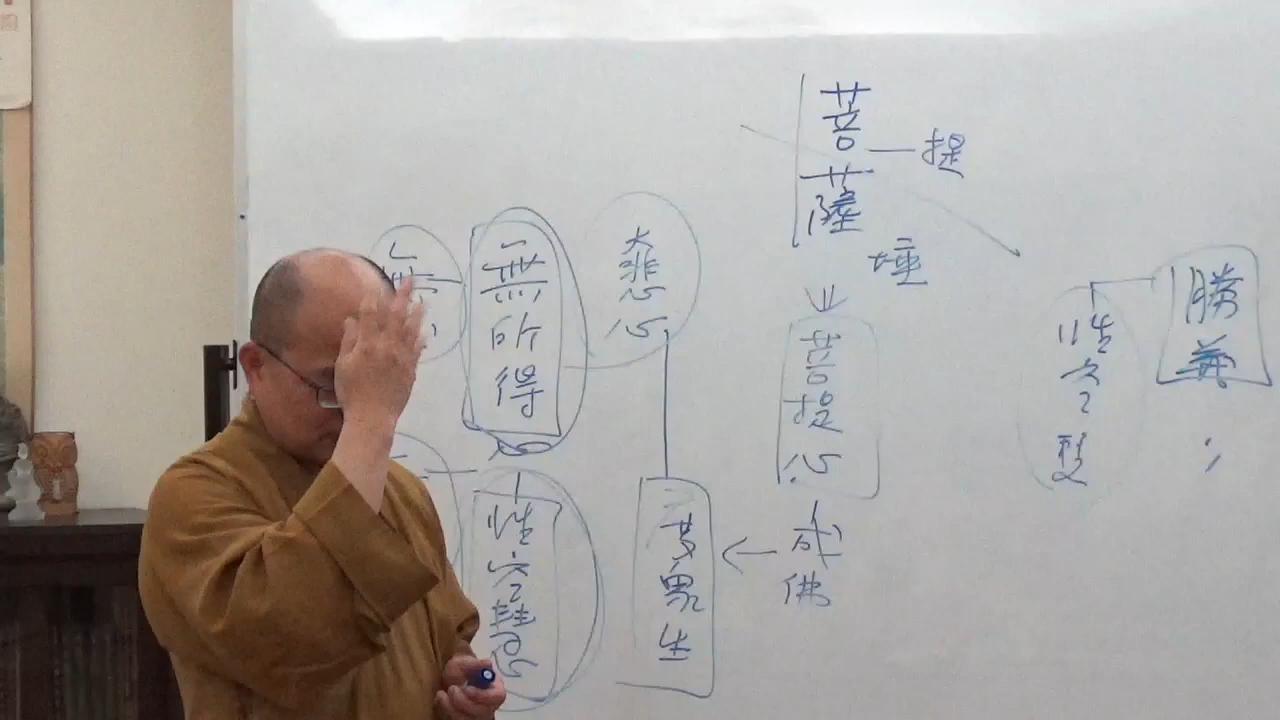 勝義
;
性空
菩薩
提
埵
菩提心
成佛
大悲心
眾生
無所得
性空慧
無